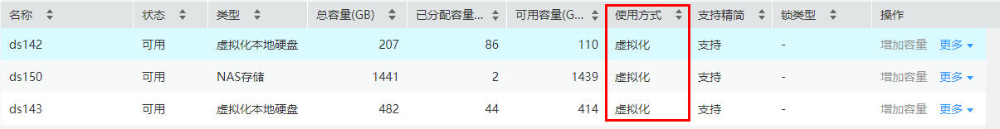 名称 状态 类型 总容量(GB) 已分配容量... 可用容量(G... 使用方式 支持精简 锁类型 操作
ds142 可用 虚拟化本地硬盘 207 86 110 虚拟化 支持 - 增加容量 更多
ds150 可用 NAS存储 1441 2 1439 虚拟化 支持 - 增加容量 更多
ds143 可用 虚拟化本地硬盘 482 44 414 虚拟化 支持 - 增加容量 更多